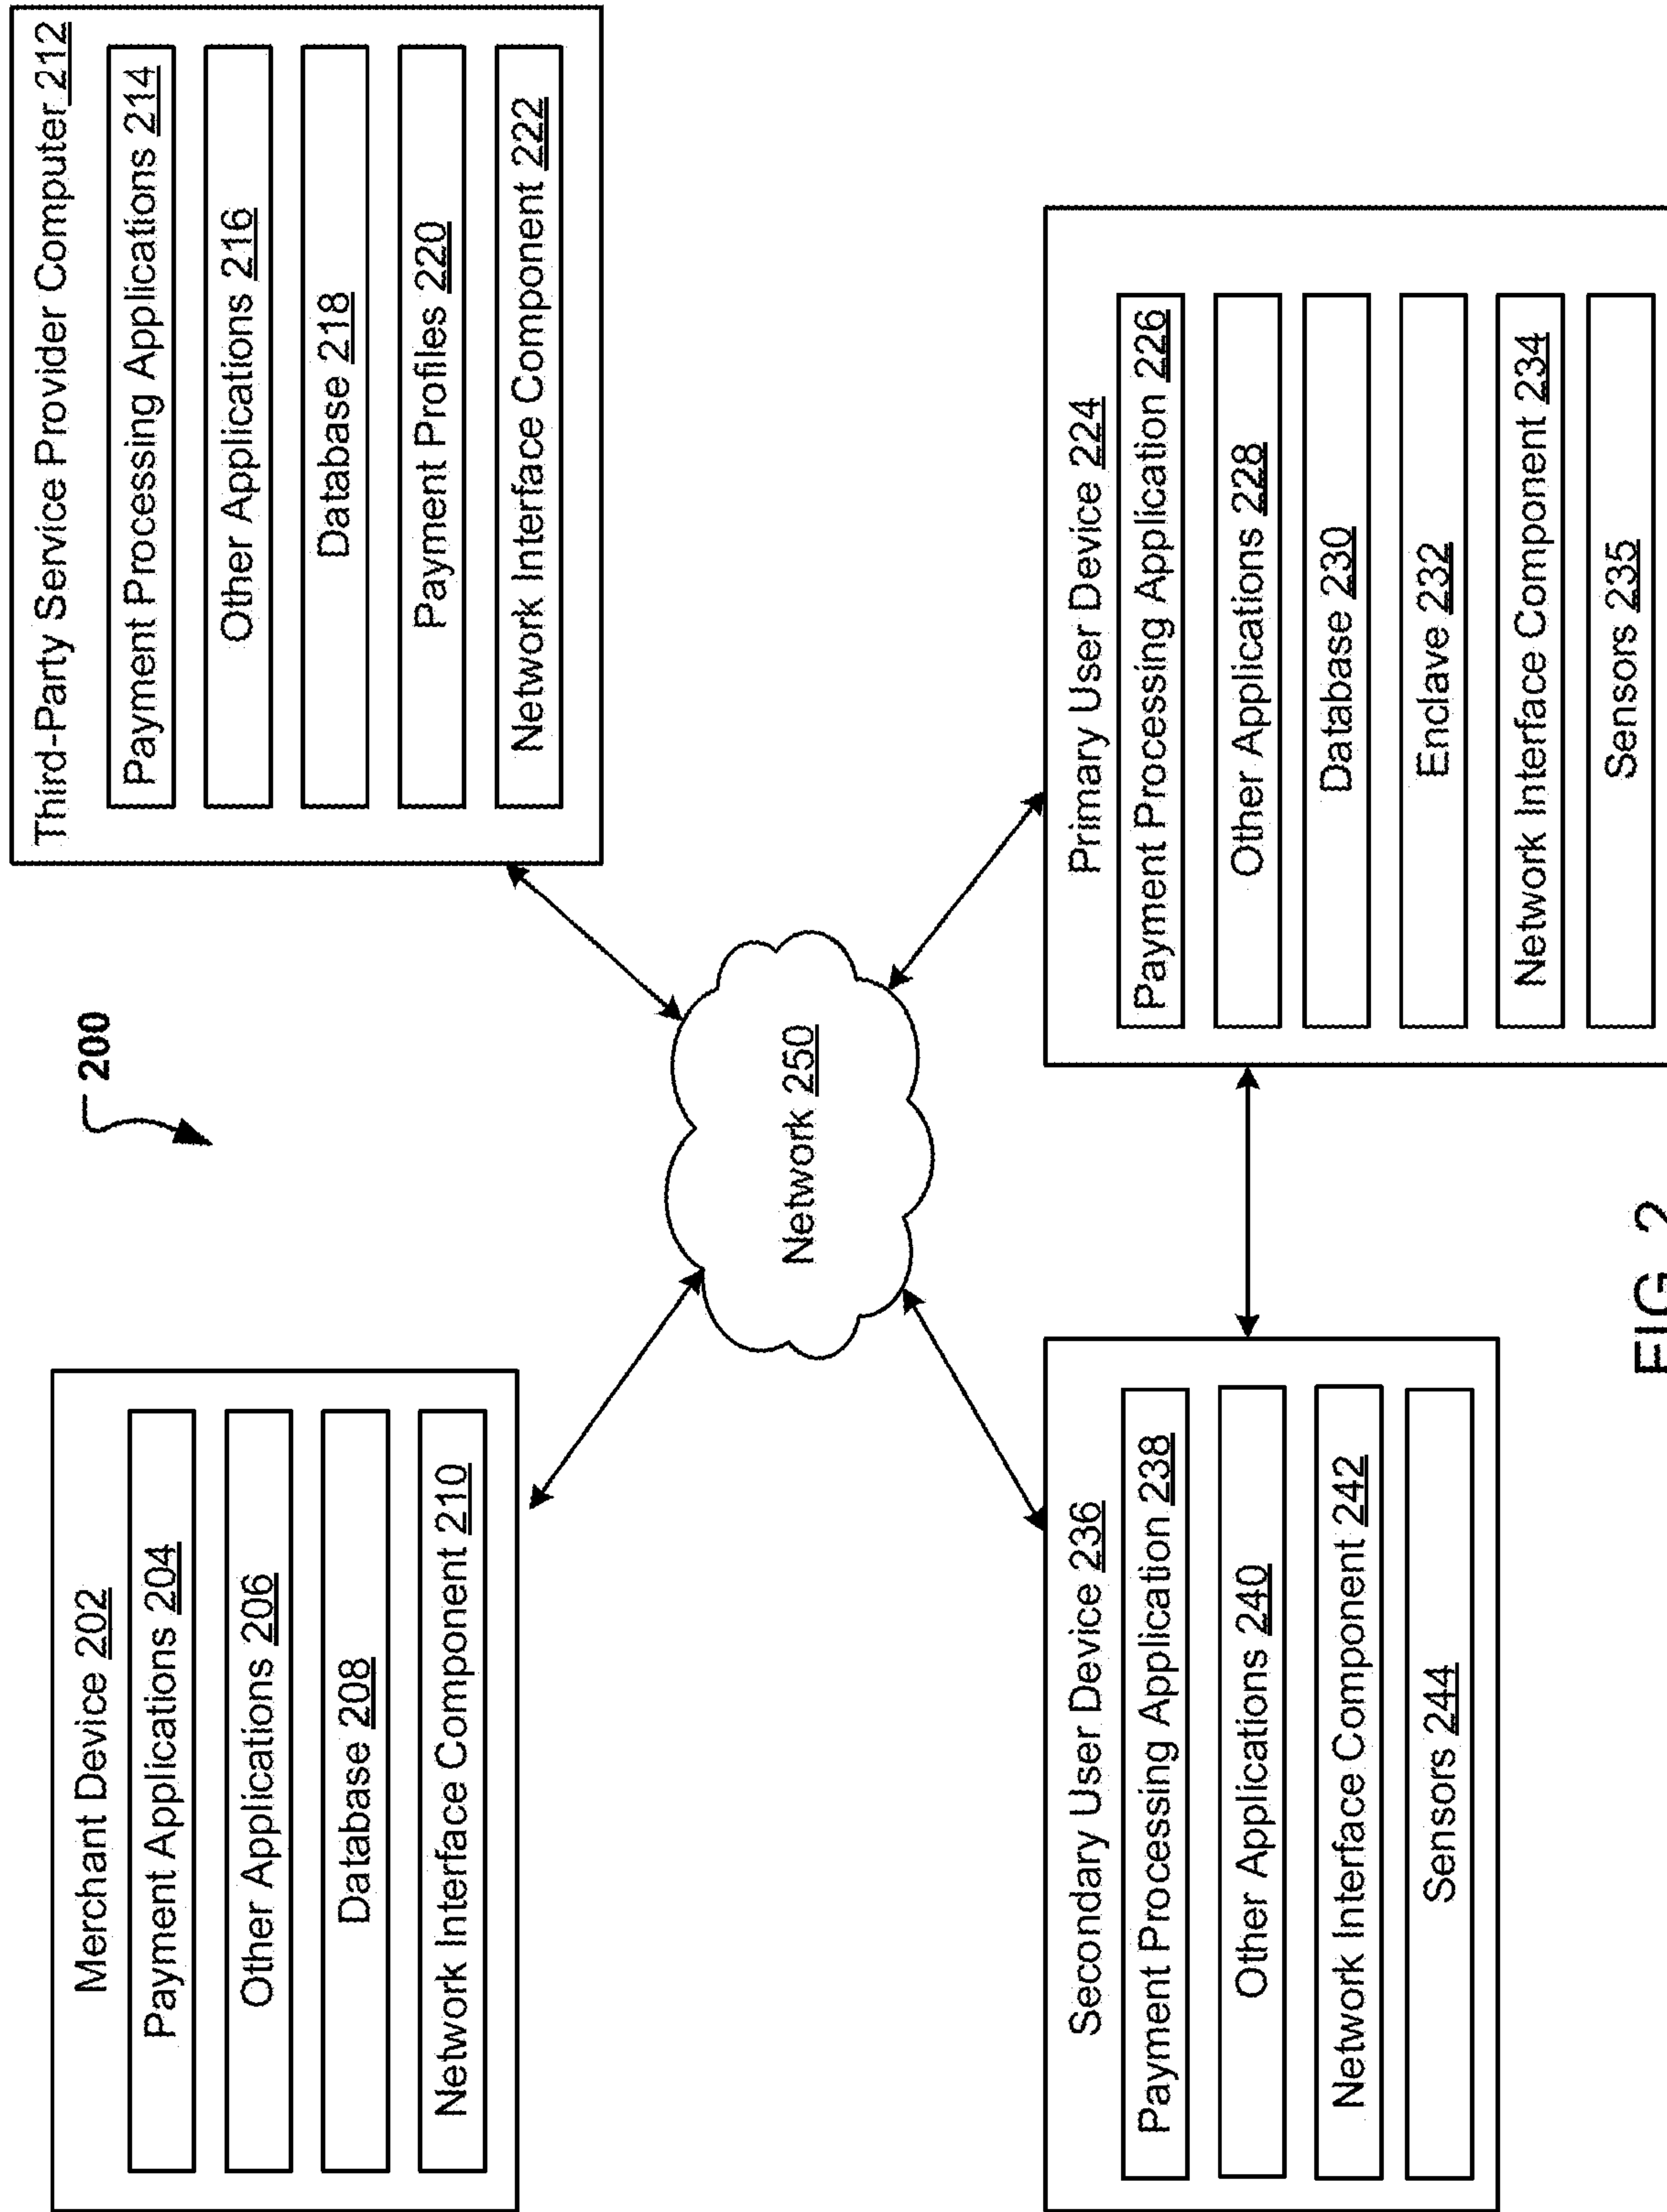 200
Merchant Device 202
Payment Applications 204
Other Applications 206
Database 208
Network Interface Component 210
Third-Party Service Provider Computer 212
Payment Processing Applications 214
Other Applications 216
Database 218
Payment Profiles 220
Network Interface Component 222
Network 250
Secondary User Device 236
Payment Processing Application 238
Other Applications 240
Network Interface Component 242
Sensors 244
Primary User Device 224
Payment Processing Application 226
Other Applications 228
Database 230
Enclave 232
Network Interface Component 234
Sensors 235
FIG. 2